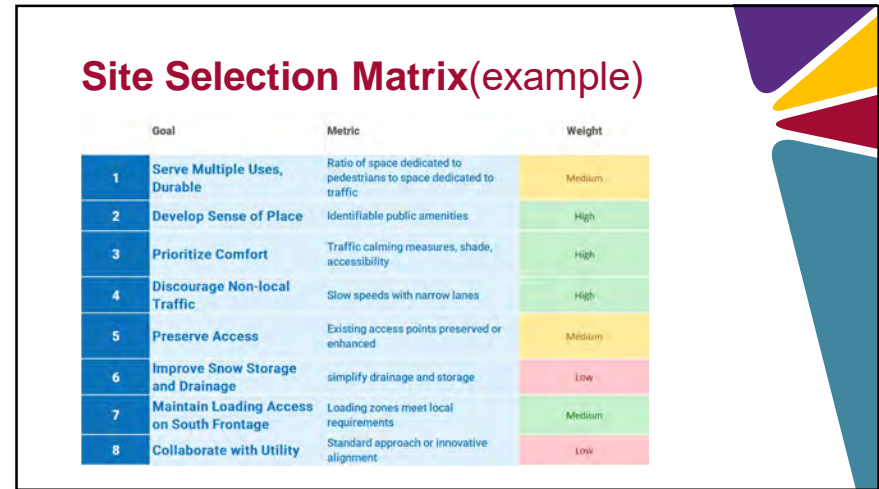 Site Selection Matrix(example)
Goal Metric Weight
1 Serve Multiple Uses, Durable Ratio of space dedicated to pedestrians to space dedicated to traffic Medium
2 Develop Sense of Place Identifiable public amenities High
3 Prioritize Comfort Traffic calming measures, shade, accessibility High
4 Discourage Non-local Traffic Slow speeds with narrow lanes High
5 Preserve Access Existing access points preserved or enhanced Medium
6 Improve Snow Storage and Drainage simplify drainage and storage Low
7 Maintain Loading Access on South Frontage Loading zones meet local requirements Medium
8 Collaborate with Utility Standard approach or innovative alignment Low